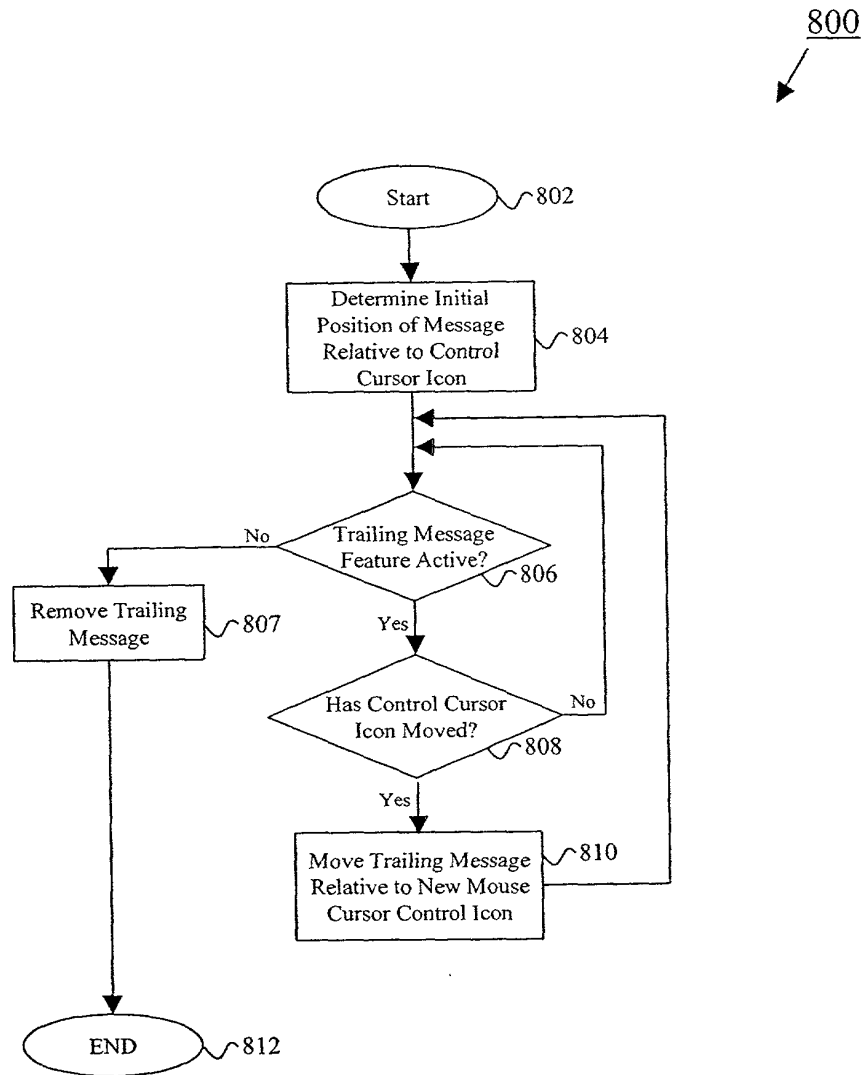 800
Start
802
Determine Initial
Position of Message
Relative to Control
Cursor Icon
804
Trailing Message
Feature Active?
806
No
Yes
Remove Trailing
Message
807
Has Control Cursor
Icon Moved?
808
No
Yes
Move Trailing Message
Relative to New Mouse
Cursor Control Icon
810
END
812